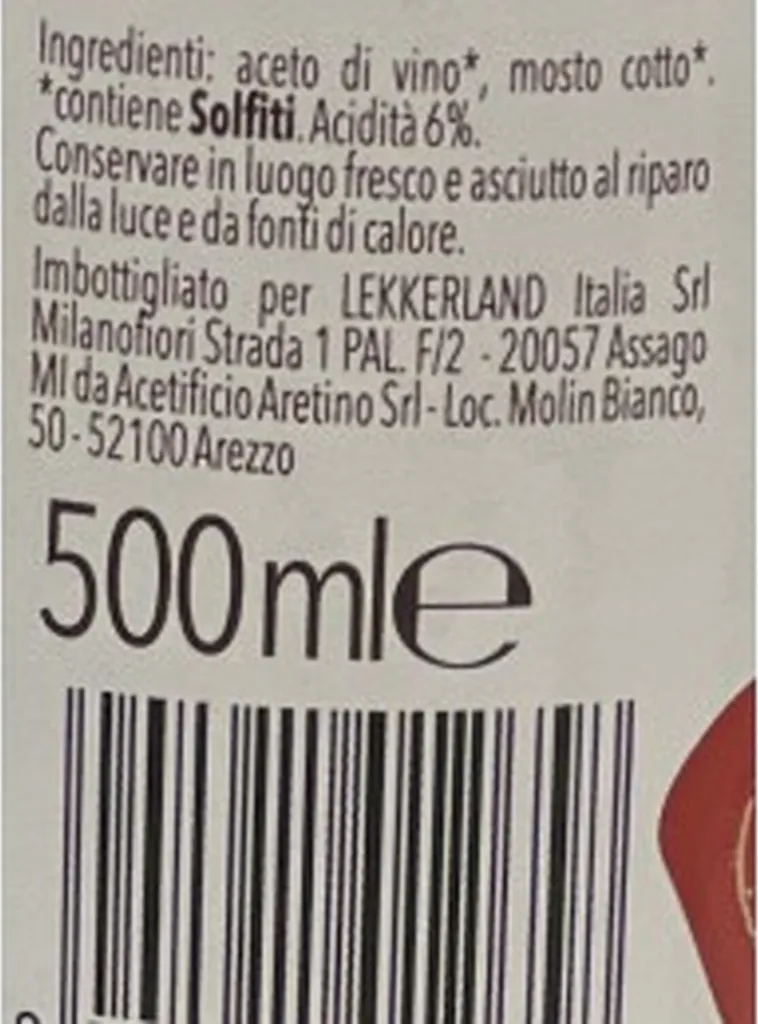 Ingredienti: aceto di vino*, mosto cotto*.
*contiene Solfiti. Acidità 6%.
Conservare in luogo fresco e asciutto al riparo
dalla luce e da fonti di calore.
Imbottigliato per LEKKERLAND Italia Srl
Milanofiori Strada 1 PAL. F/2 - 20057 Assago
MI da Acetificio Aretino Srl - Loc. Molin Bianco,
50 - 52100 Arezzo
500 ml e